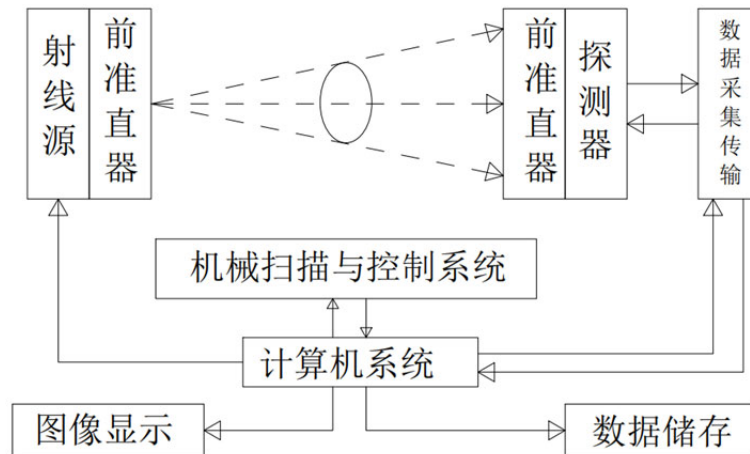 射线源
前准直器
前准直器
探测器
数据采集传输
机械扫描与控制系统
计算机系统
图像显示
数据储存